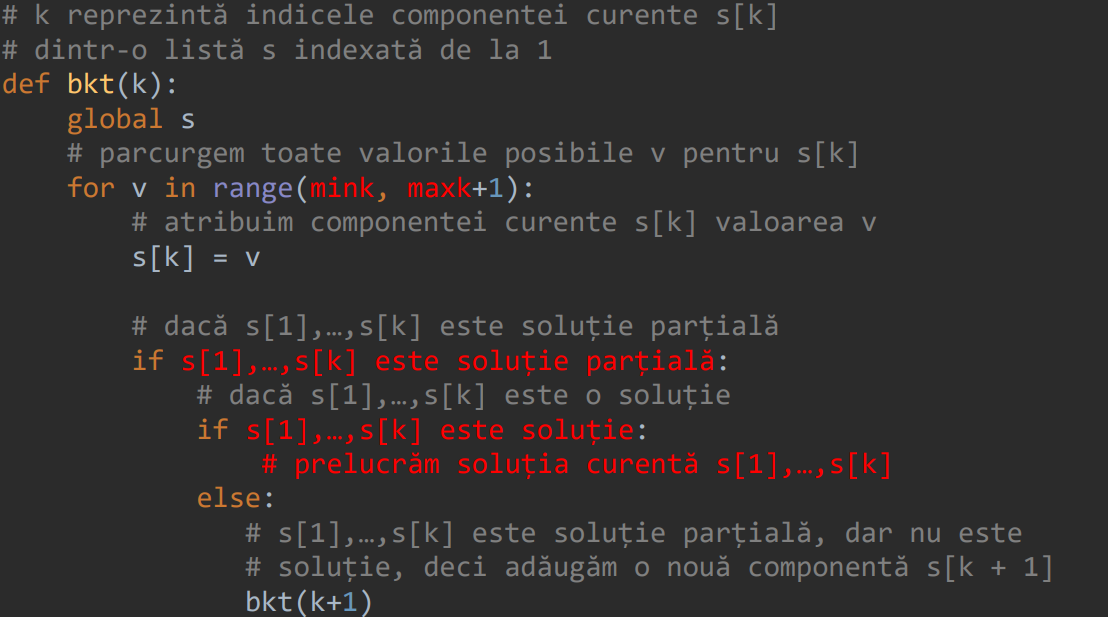 # k reprezintă indicele componentei curente s[k]
# dintr-o listă s indexată de la 1
def bkt(k):
    global s
    # parcurgem toate valorile posibile v pentru s[k]
    for v in range(mink, maxk+1):
        # atribuim componentei curente s[k] valoarea v
        s[k] = v
        # dacă s[1],…,s[k] este soluție parțială
        if s[1],…,s[k] este soluție parțială:
            # dacă s[1],…,s[k] este o soluție
            if s[1],…,s[k] este soluție:
                # prelucrăm soluția curentă s[1],…,s[k]
            else:
               # s[1],…,s[k] este soluție parțială, dar nu este
               # soluție, deci adăugăm o nouă componentă s[k + 1]
               bkt(k+1)